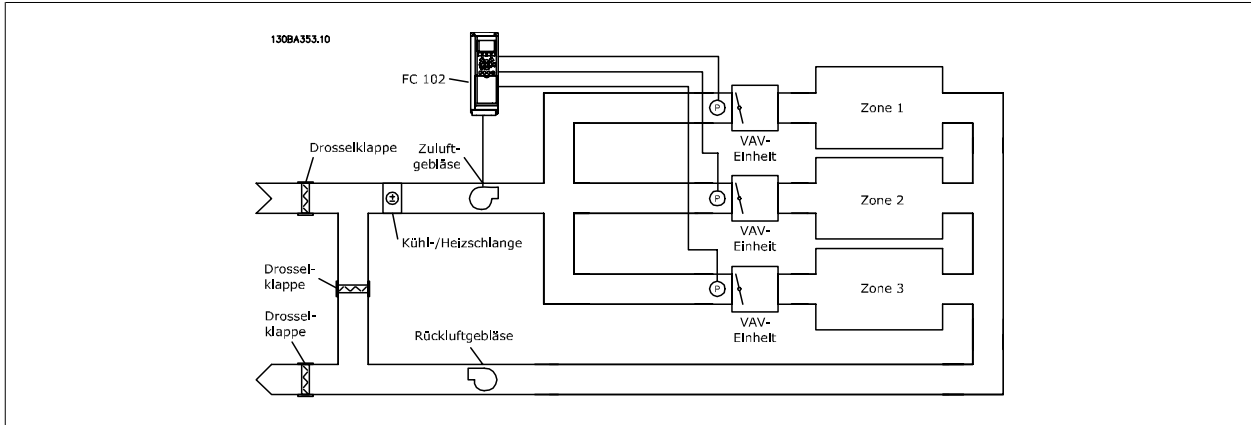 130BA353.10
FC 102
P
Zone 1
VAV-
Einheit
Drosselklappe
Zuluft-
gebläse
P
Zone 2
VAV-
Einheit
Kühl-/Heizschlange
Drossel-
klappe
P
Zone 3
VAV-
Einheit
Drossel-
klappe
Rückluftgebläse